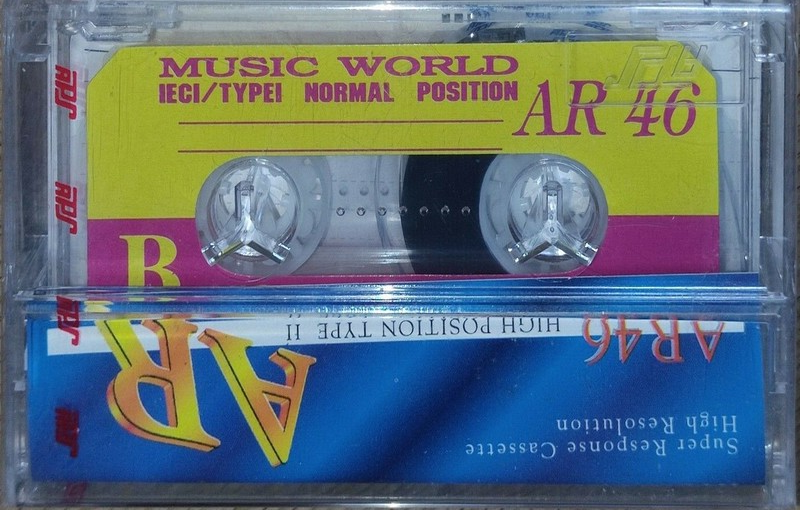 MUSIC WORLD
IECI/TYPEI NORMAL POSITION
AR 46
B
Super Response Cassette
High Resolution
AR
AR46 HIGH POSITION TYPE II